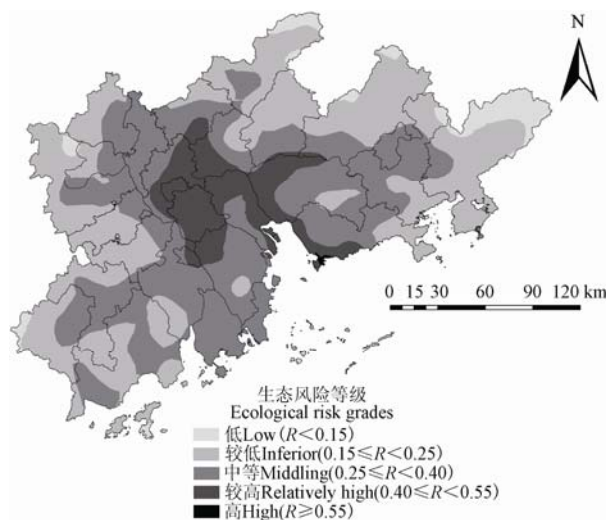 N
0 15 30 60 90 120 km
生态风险等级
Ecological risk grades
低Low(R<0.15)
较低Inferior(0.15≤R<0.25)
中等Middling(0.25≤R<0.40)
较高Relatively high(0.40≤R<0.55)
高High(R≥0.55)